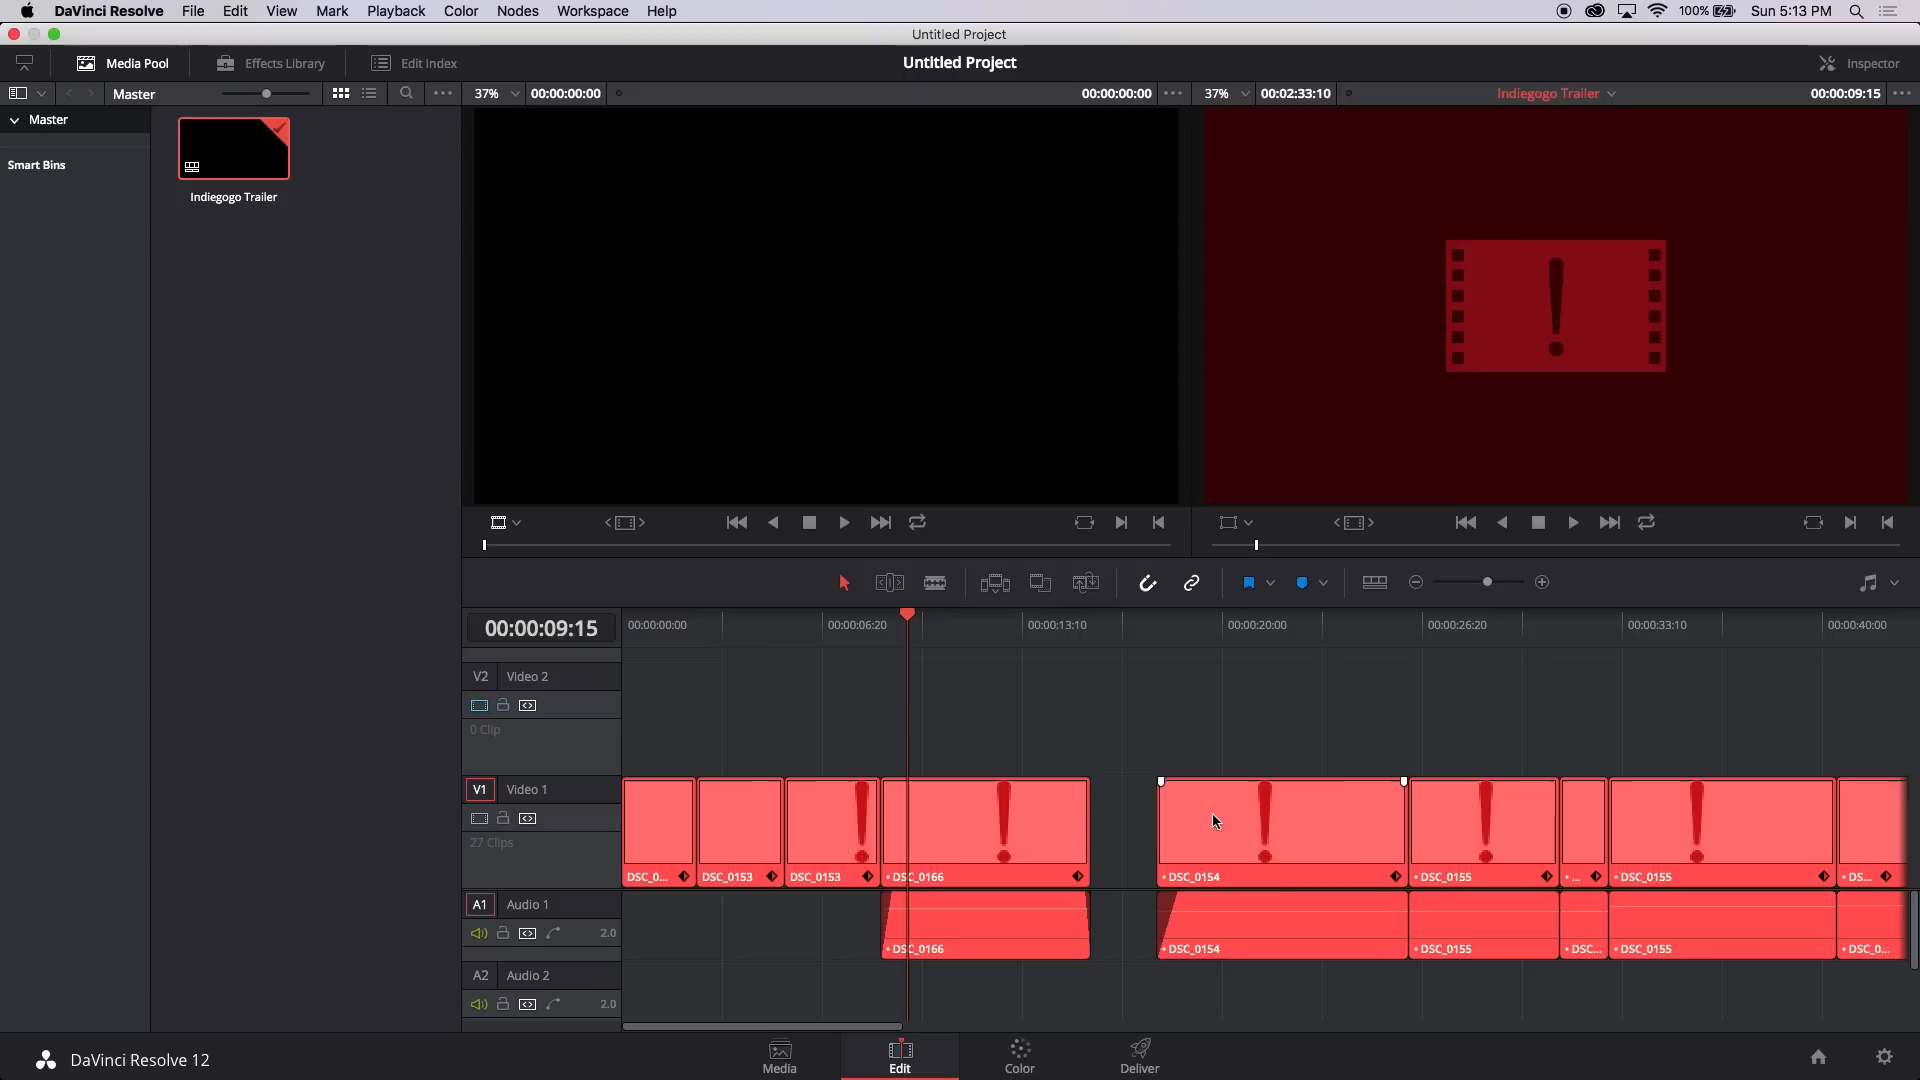 DaVinci Resolve File Edit View Mark Playback Color Nodes Workspace Help 100% Sun 5:13 PM
Untitled Project
Media Pool Effects Library Edit Index Untitled Project Inspector
Master 37% 00:00:00:00 00:00:00:00 37% 00:02:33:10 Indiegogo Trailer 00:00:09:15
Master
Smart Bins
Indiegogo Trailer
00:00:09:15 00:00:00:00 00:00:06:20 00:00:13:10 00:00:20:00 00:00:26:20 00:00:33:10 00:00:40:00
V2 Video 2
0 Clip
V1 Video 1
27 Clips
DSC_0... DSC_0153 DSC_0153 • DSC_0166 • DSC_0154 • DSC_0155 • ... • DSC_0155 • DS...
A1 Audio 1
2.0
• DSC_0166 • DSC_0154 • DSC_0155 • DSC... • DSC_0155 • DSC_0...
A2 Audio 2
2.0
DaVinci Resolve 12 Media Edit Color Deliver